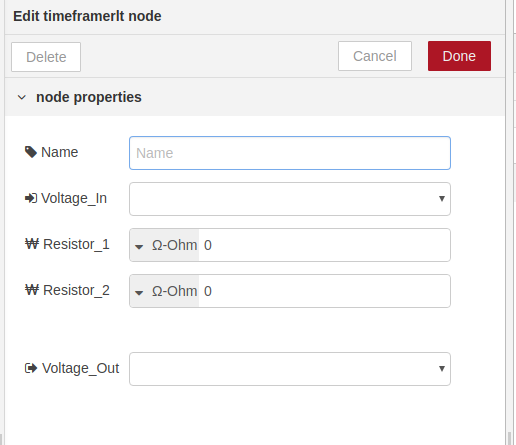 Edit timeframerlt node
Delete
Cancel
Done
node properties
Name
Name
Voltage_In
₩ Resistor_1
Ω-Ohm
0
₩ Resistor_2
Ω-Ohm
0
Voltage_Out